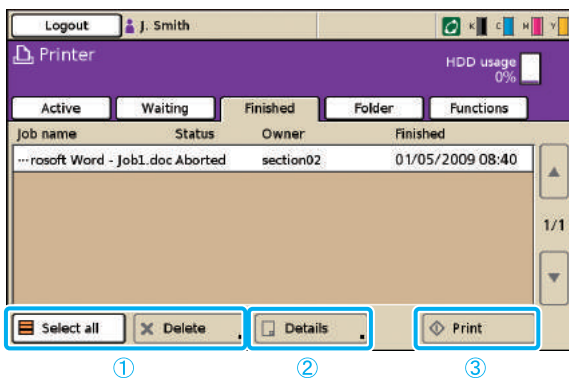 Logout J. Smith K C M Y
Printer
HDD usage
0%
Active Waiting Finished Folder Functions
Job name Status Owner Finished
···rosoft Word - Job1.doc Aborted section02 01/05/2009 08:40
1/1
Select all Delete Details Print
① ② ③